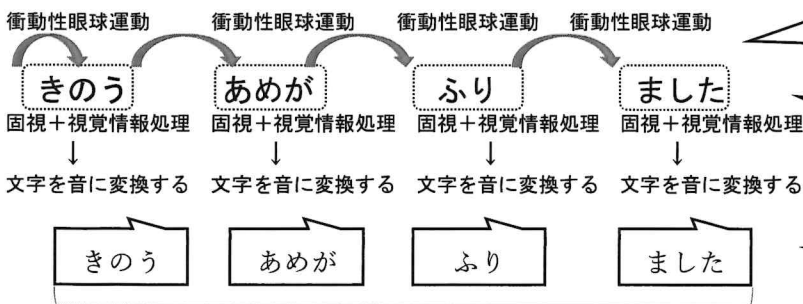 衝動性眼球運動 衝動性眼球運動 衝動性眼球運動 衝動性眼球運動
きのう あめが ふり ました
固視＋視覚情報処理 固視＋視覚情報処理 固視＋視覚情報処理 固視＋視覚情報処理
↓ ↓ ↓ ↓
文字を音に変換する 文字を音に変換する 文字を音に変換する 文字を音に変換する
きのう あめが ふり ました